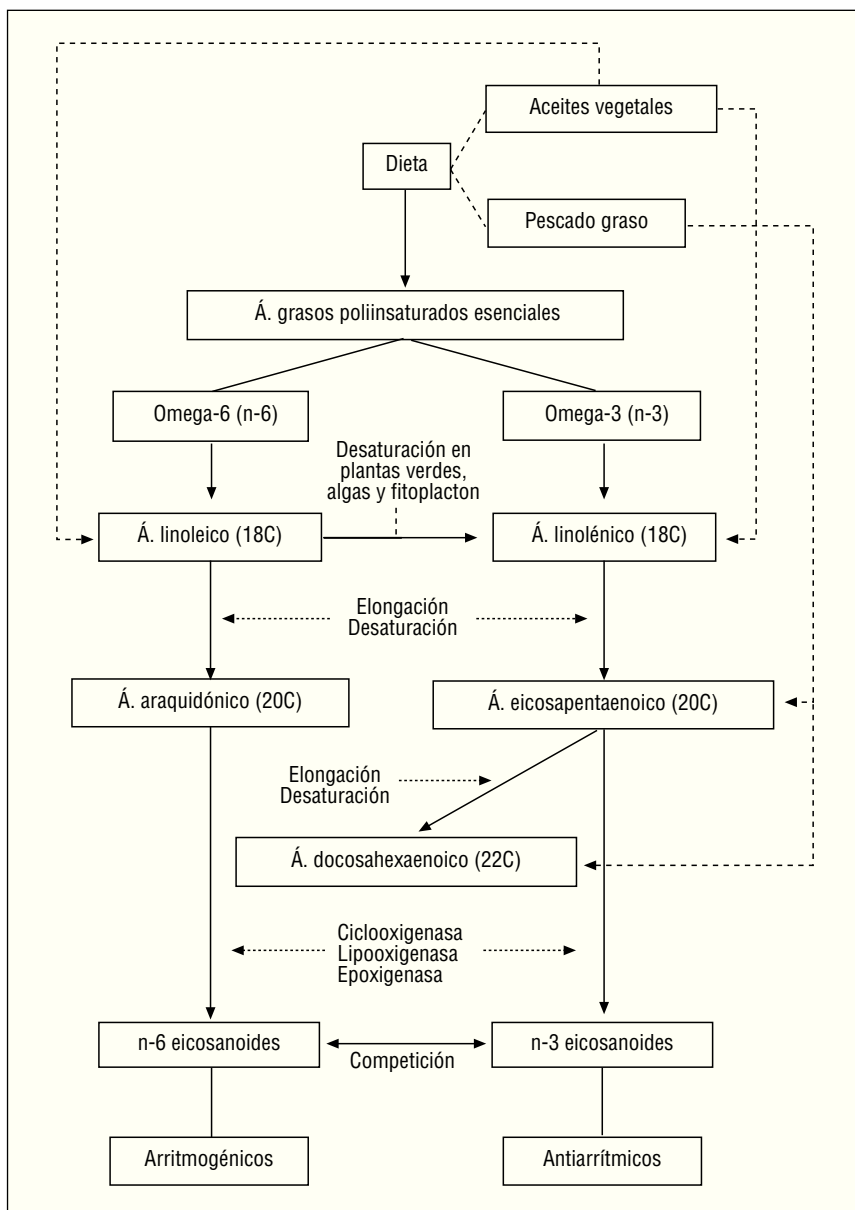 Aceites vegetales
Dieta
Pescado graso
Á. grasos poliinsaturados esenciales
Omega-6 (n-6)
Omega-3 (n-3)
Desaturación en
plantas verdes,
algas y fitoplacton
Á. linoleico (18C)
Á. linolénico (18C)
Elongación
Desaturación
Á. araquidónico (20C)
Á. eicosapentaenoico (20C)
Elongación
Desaturación
Á. docosahexaenoico (22C)
Ciclooxigenasa
Lipooxigenasa
Epoxigenasa
n-6 eicosanoides
n-3 eicosanoides
Competición
Arritmogénicos
Antiarrítmicos